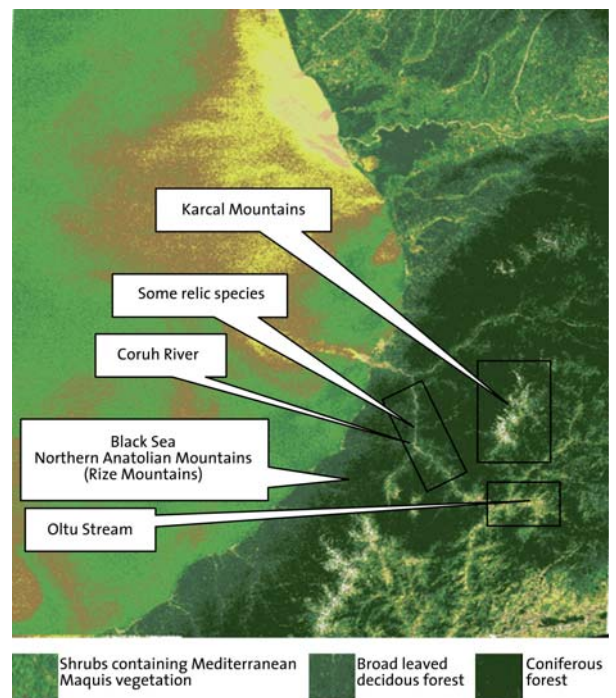 Karcal Mountains
Some relic species
Coruh River
Black Sea
Northern Anatolian Mountains
(Rize Mountains)
Oltu Stream
Shrubs containing Mediterranean
Maquis vegetation
Broad leaved
decidous forest
Coniferous
forest